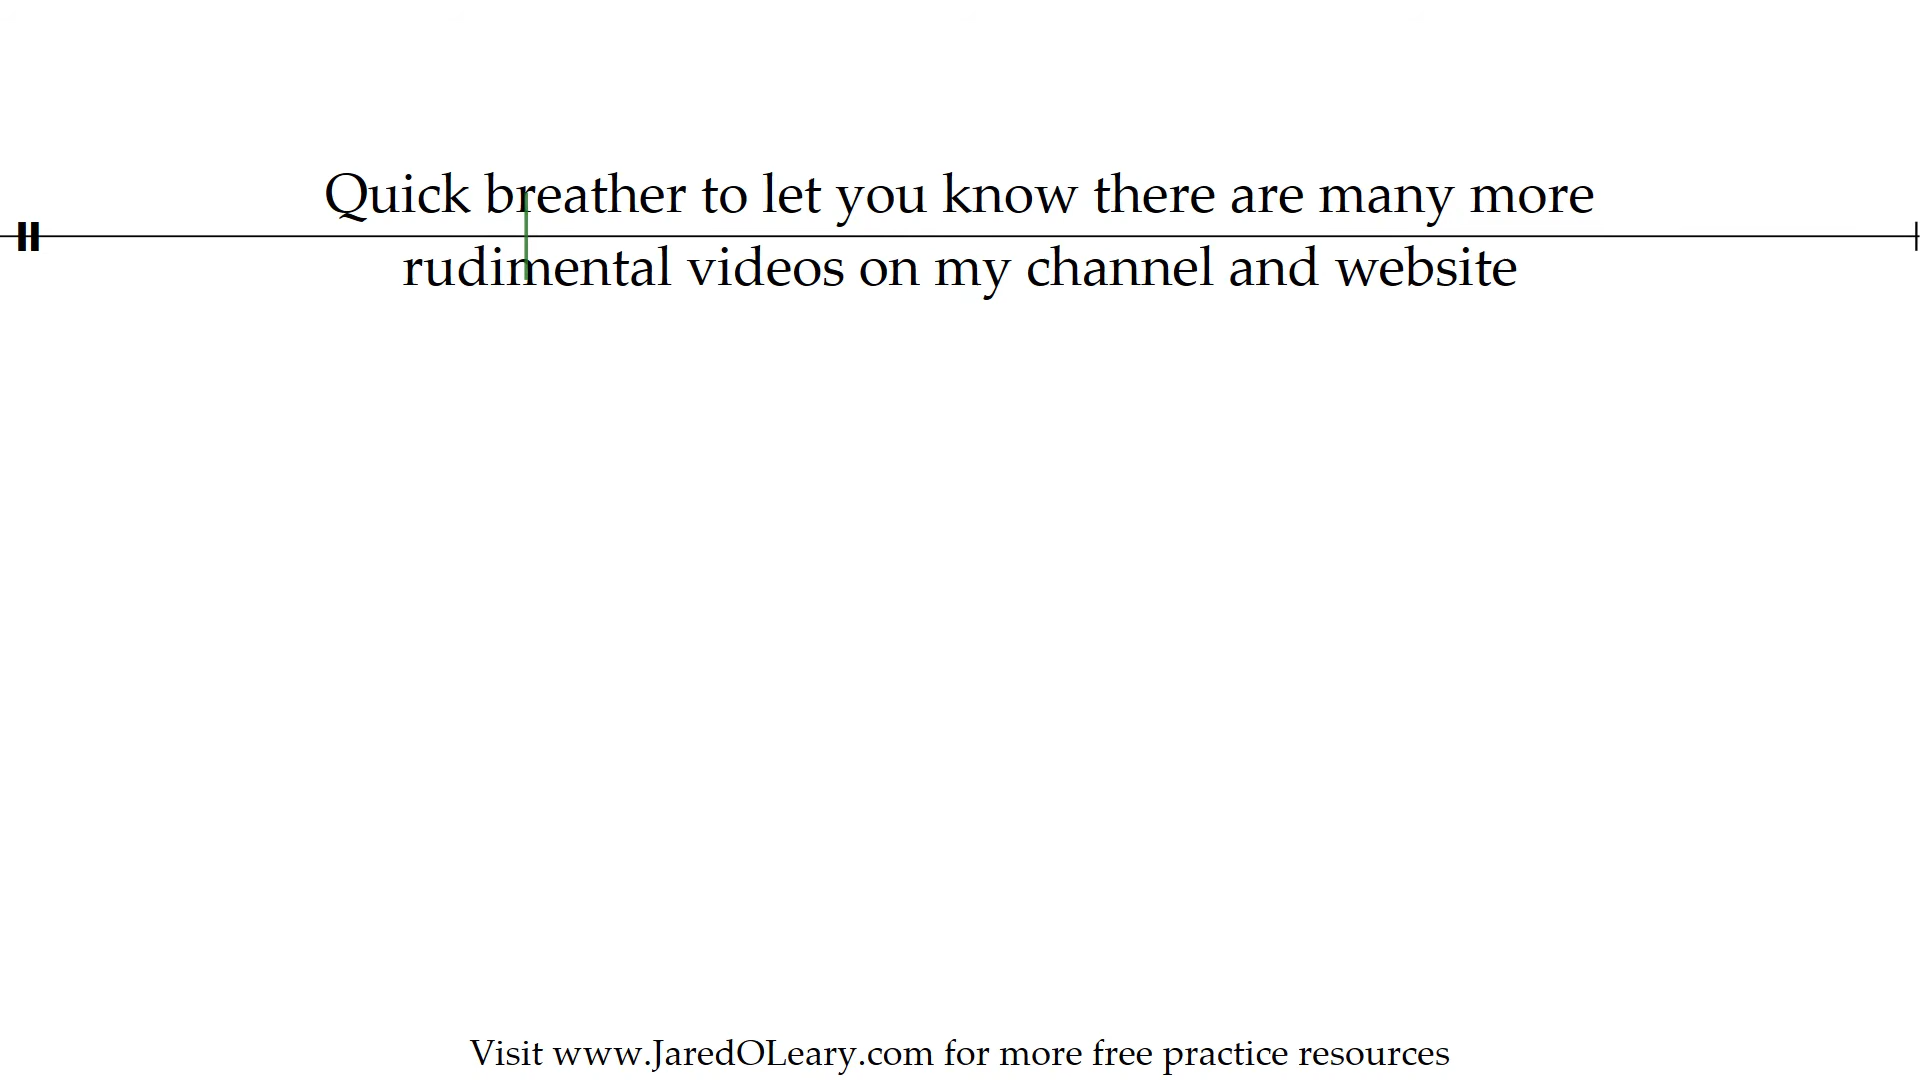 Quick breather to let you know there are many more
rudimental videos on my channel and website
Visit www.JaredOLeary.com for more free practice resources